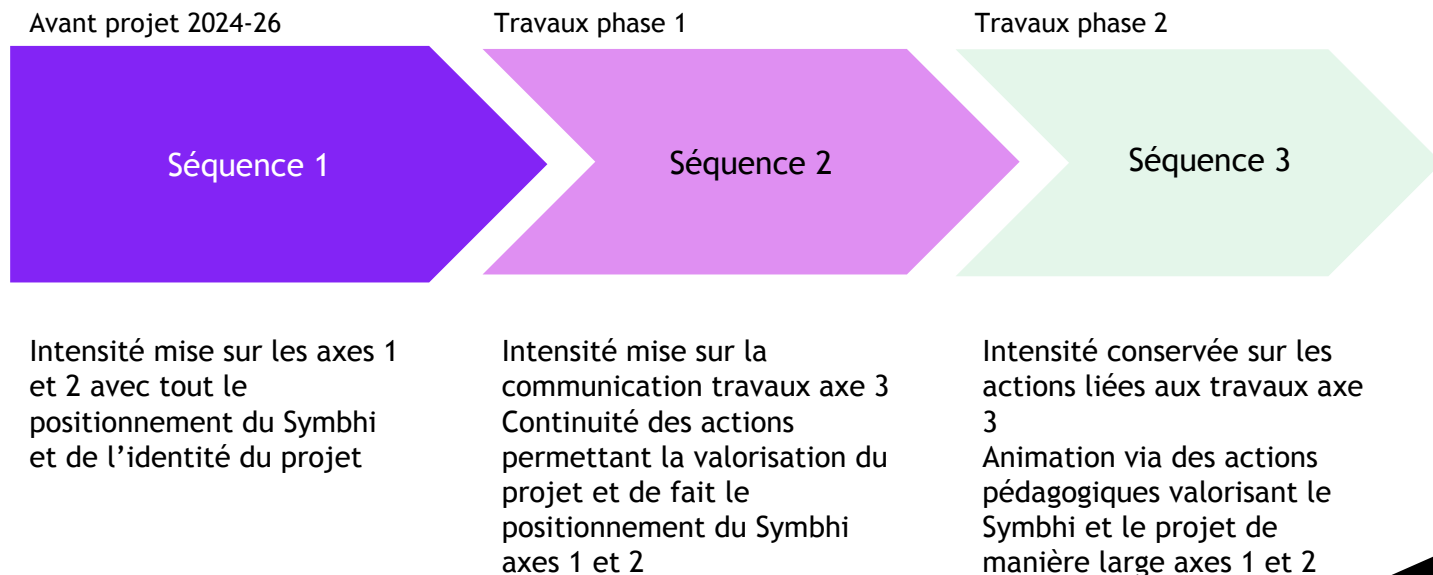 Avant projet 2024-26
Travaux phase 1
Travaux phase 2
Séquence 1
Séquence 2
Séquence 3
Intensité mise sur les axes 1
et 2 avec tout le
positionnement du Symbhi
et de l’identité du projet
Intensité mise sur la
communication travaux axe 3
Continuité des actions
permettant la valorisation du
projet et de fait le
positionnement du Symbhi
axes 1 et 2
Intensité conservée sur les
actions liées aux travaux axe
3
Animation via des actions
pédagogiques valorisant le
Symbhi et le projet de
manière large axes 1 et 2